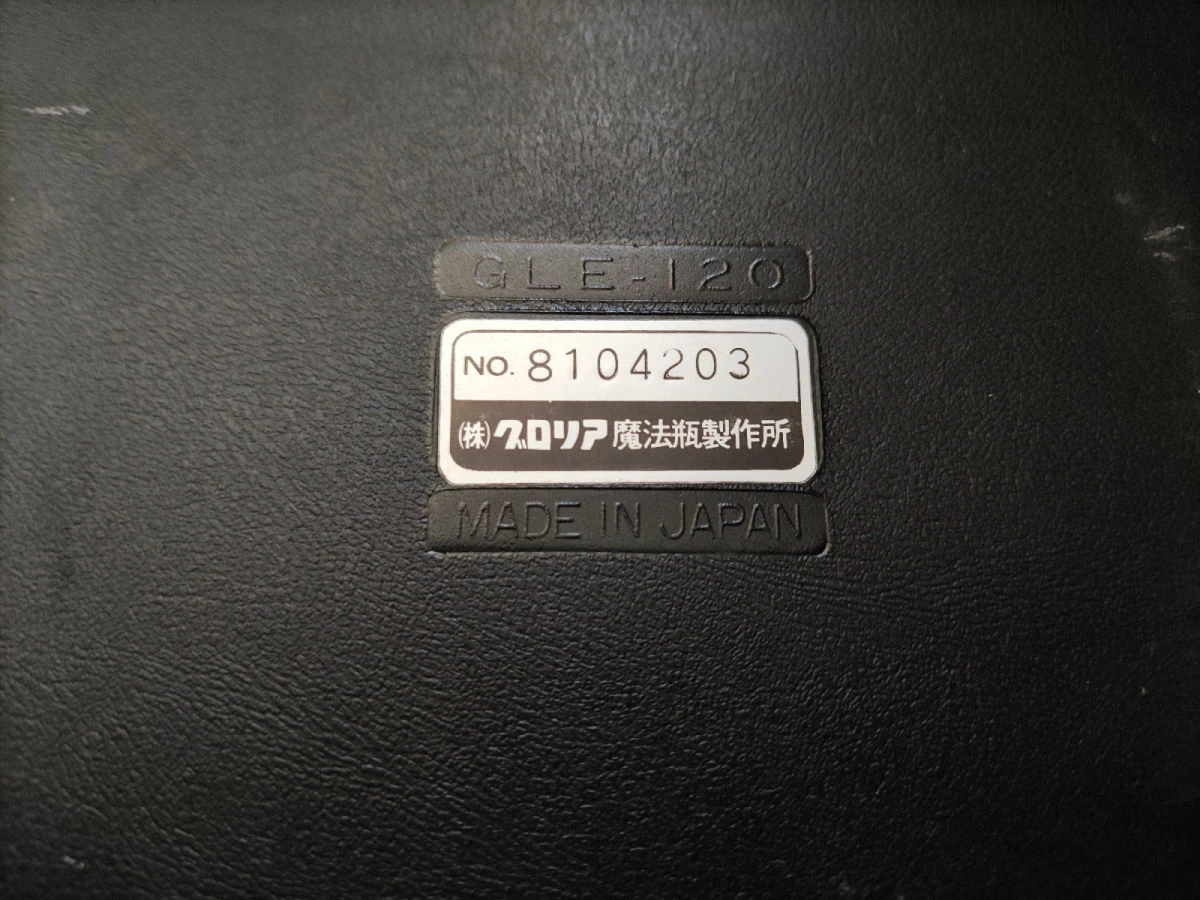 GLE-120
NO. 8104203
(株)グロリア魔法瓶製作所
MADE IN JAPAN